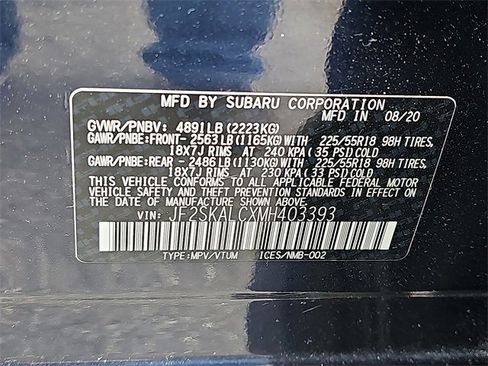 MFD BY SUBARU CORPORATION
MFD IN 08/20
GVWR/PNBV: 4891LB(2223KG)
GAWR/PNBE:FRONT- 2563LB(1165KG)WITH 225/55R18 98H TIRES,
18X7J RIMS AT 240 KPA(35 PSI)COLD
GAWR/PNBE:REAR - 2486LB(1130KG)WITH 225/55R18 98H TIRES,
18X7J RIMS AT 230 KPA(33 PSI)COLD
THIS VEHICLE CONFORMS TO ALL APPLICABLE FEDERAL MOTOR
VEHICLE SAFETY AND THEFT PREVENTION STANDARDS IN EFFECT
ON THE DATE OF MANUFACTURE SHOWN ABOVE.
VIN: JF2SKALCXMH403393
TYPE:MPV/VTUM ICES/NMB-002